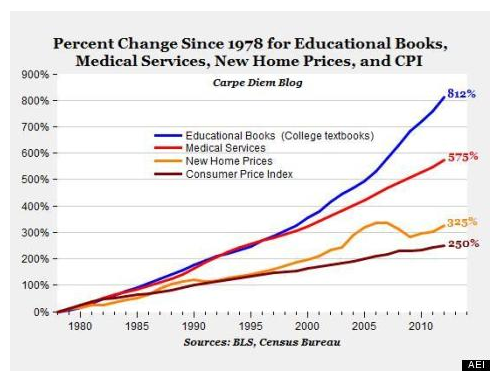 Percent Change Since 1978 for Educational Books,
Medical Services, New Home Prices, and CPI
Carpe Diem Blog
900%
800%
700%
600%
500%
400%
300%
200%
100%
0%
Educational Books (College textbooks)
Medical Services
New Home Prices
Consumer Price Index
812%
575%
325%
250%
1980 1985 1990 1995 2000 2005 2010
Sources: BLS, Census Bureau
AEI